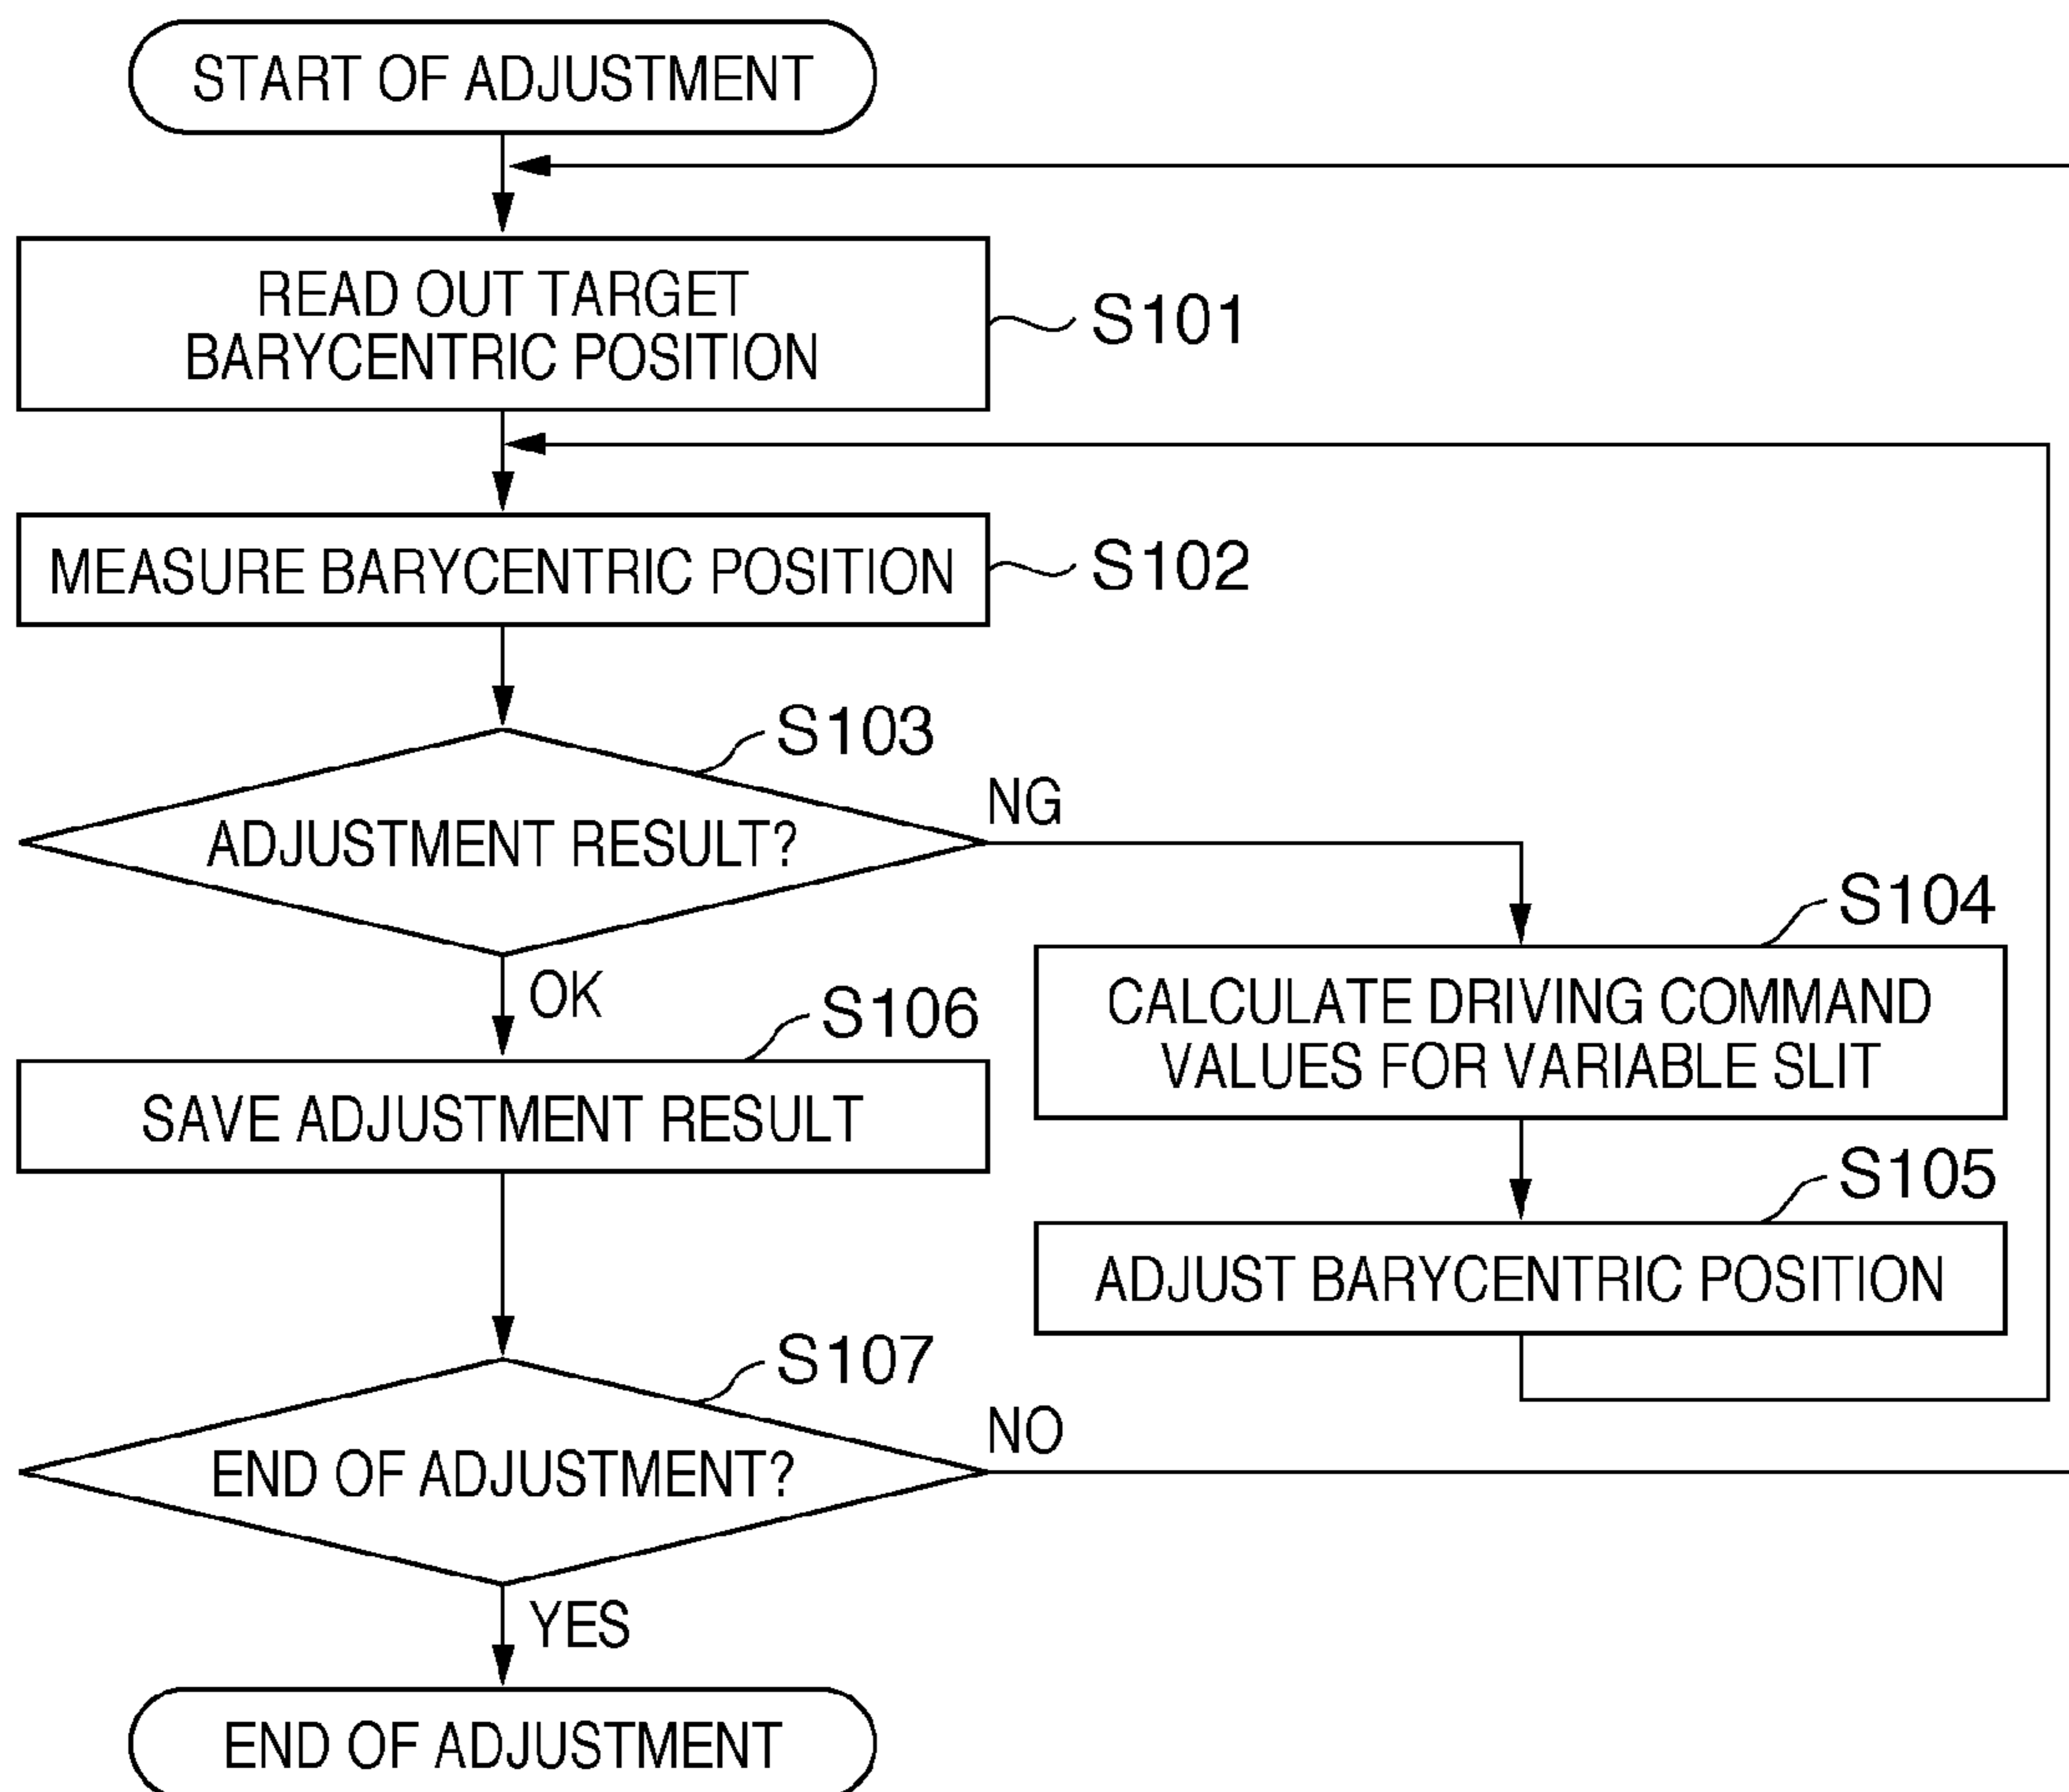 START OF ADJUSTMENT
READ OUT TARGET
BARYCENTRIC POSITION
S101
MEASURE BARYCENTRIC POSITION
S102
S103
ADJUSTMENT RESULT?
NG
OK
S104
CALCULATE DRIVING COMMAND
VALUES FOR VARIABLE SLIT
S106
SAVE ADJUSTMENT RESULT
S105
ADJUST BARYCENTRIC POSITION
S107
END OF ADJUSTMENT?
NO
YES
END OF ADJUSTMENT